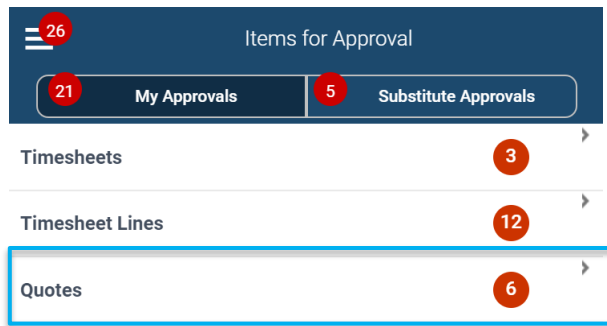 26
Items for Approval
21 My Approvals 5 Substitute Approvals
Timesheets 3
Timesheet Lines 12
Quotes 6